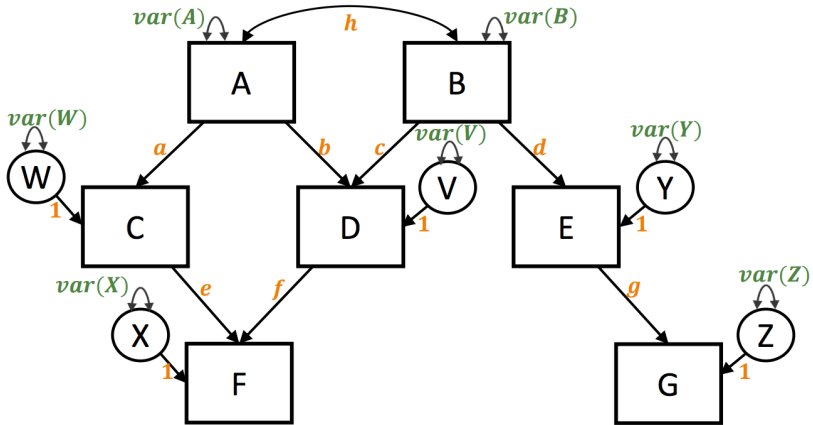 var(A)
h
var(B)
A
B
var(W)
a
b
c
var(V)
d
var(Y)
W
V
Y
1
C
D
1
E
1
var(X)
e
f
g
var(Z)
X
Z
1
F
G
1